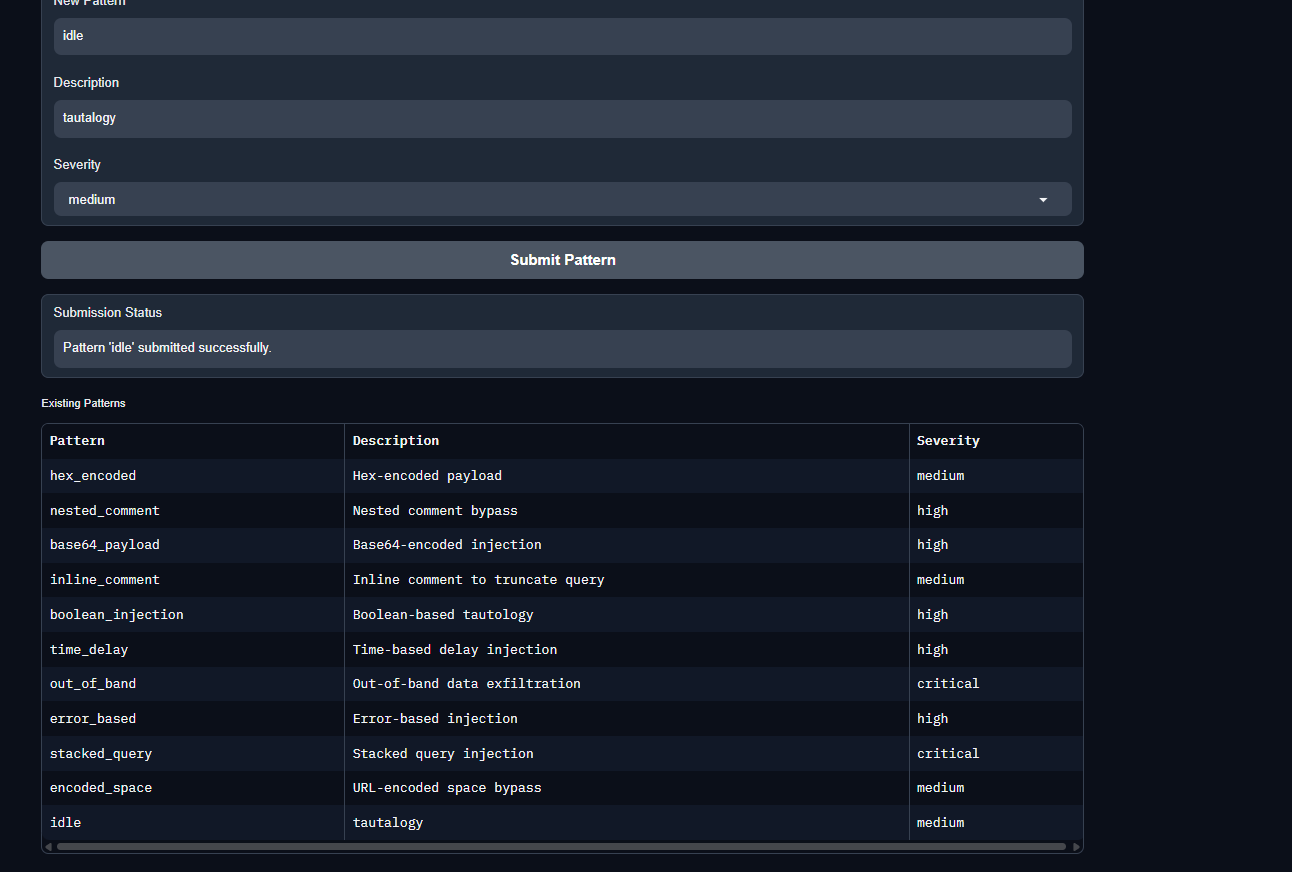 New Pattern
idle
Description
tautalogy
Severity
medium
Submit Pattern
Submission Status
Pattern 'idle' submitted successfully.
Existing Patterns
Pattern Description Severity
hex_encoded Hex-encoded payload medium
nested_comment Nested comment bypass high
base64_payload Base64-encoded injection high
inline_comment Inline comment to truncate query medium
boolean_injection Boolean-based tautology high
time_delay Time-based delay injection high
out_of_band Out-of-band data exfiltration critical
error_based Error-based injection high
stacked_query Stacked query injection critical
encoded_space URL-encoded space bypass medium
idle tautalogy medium